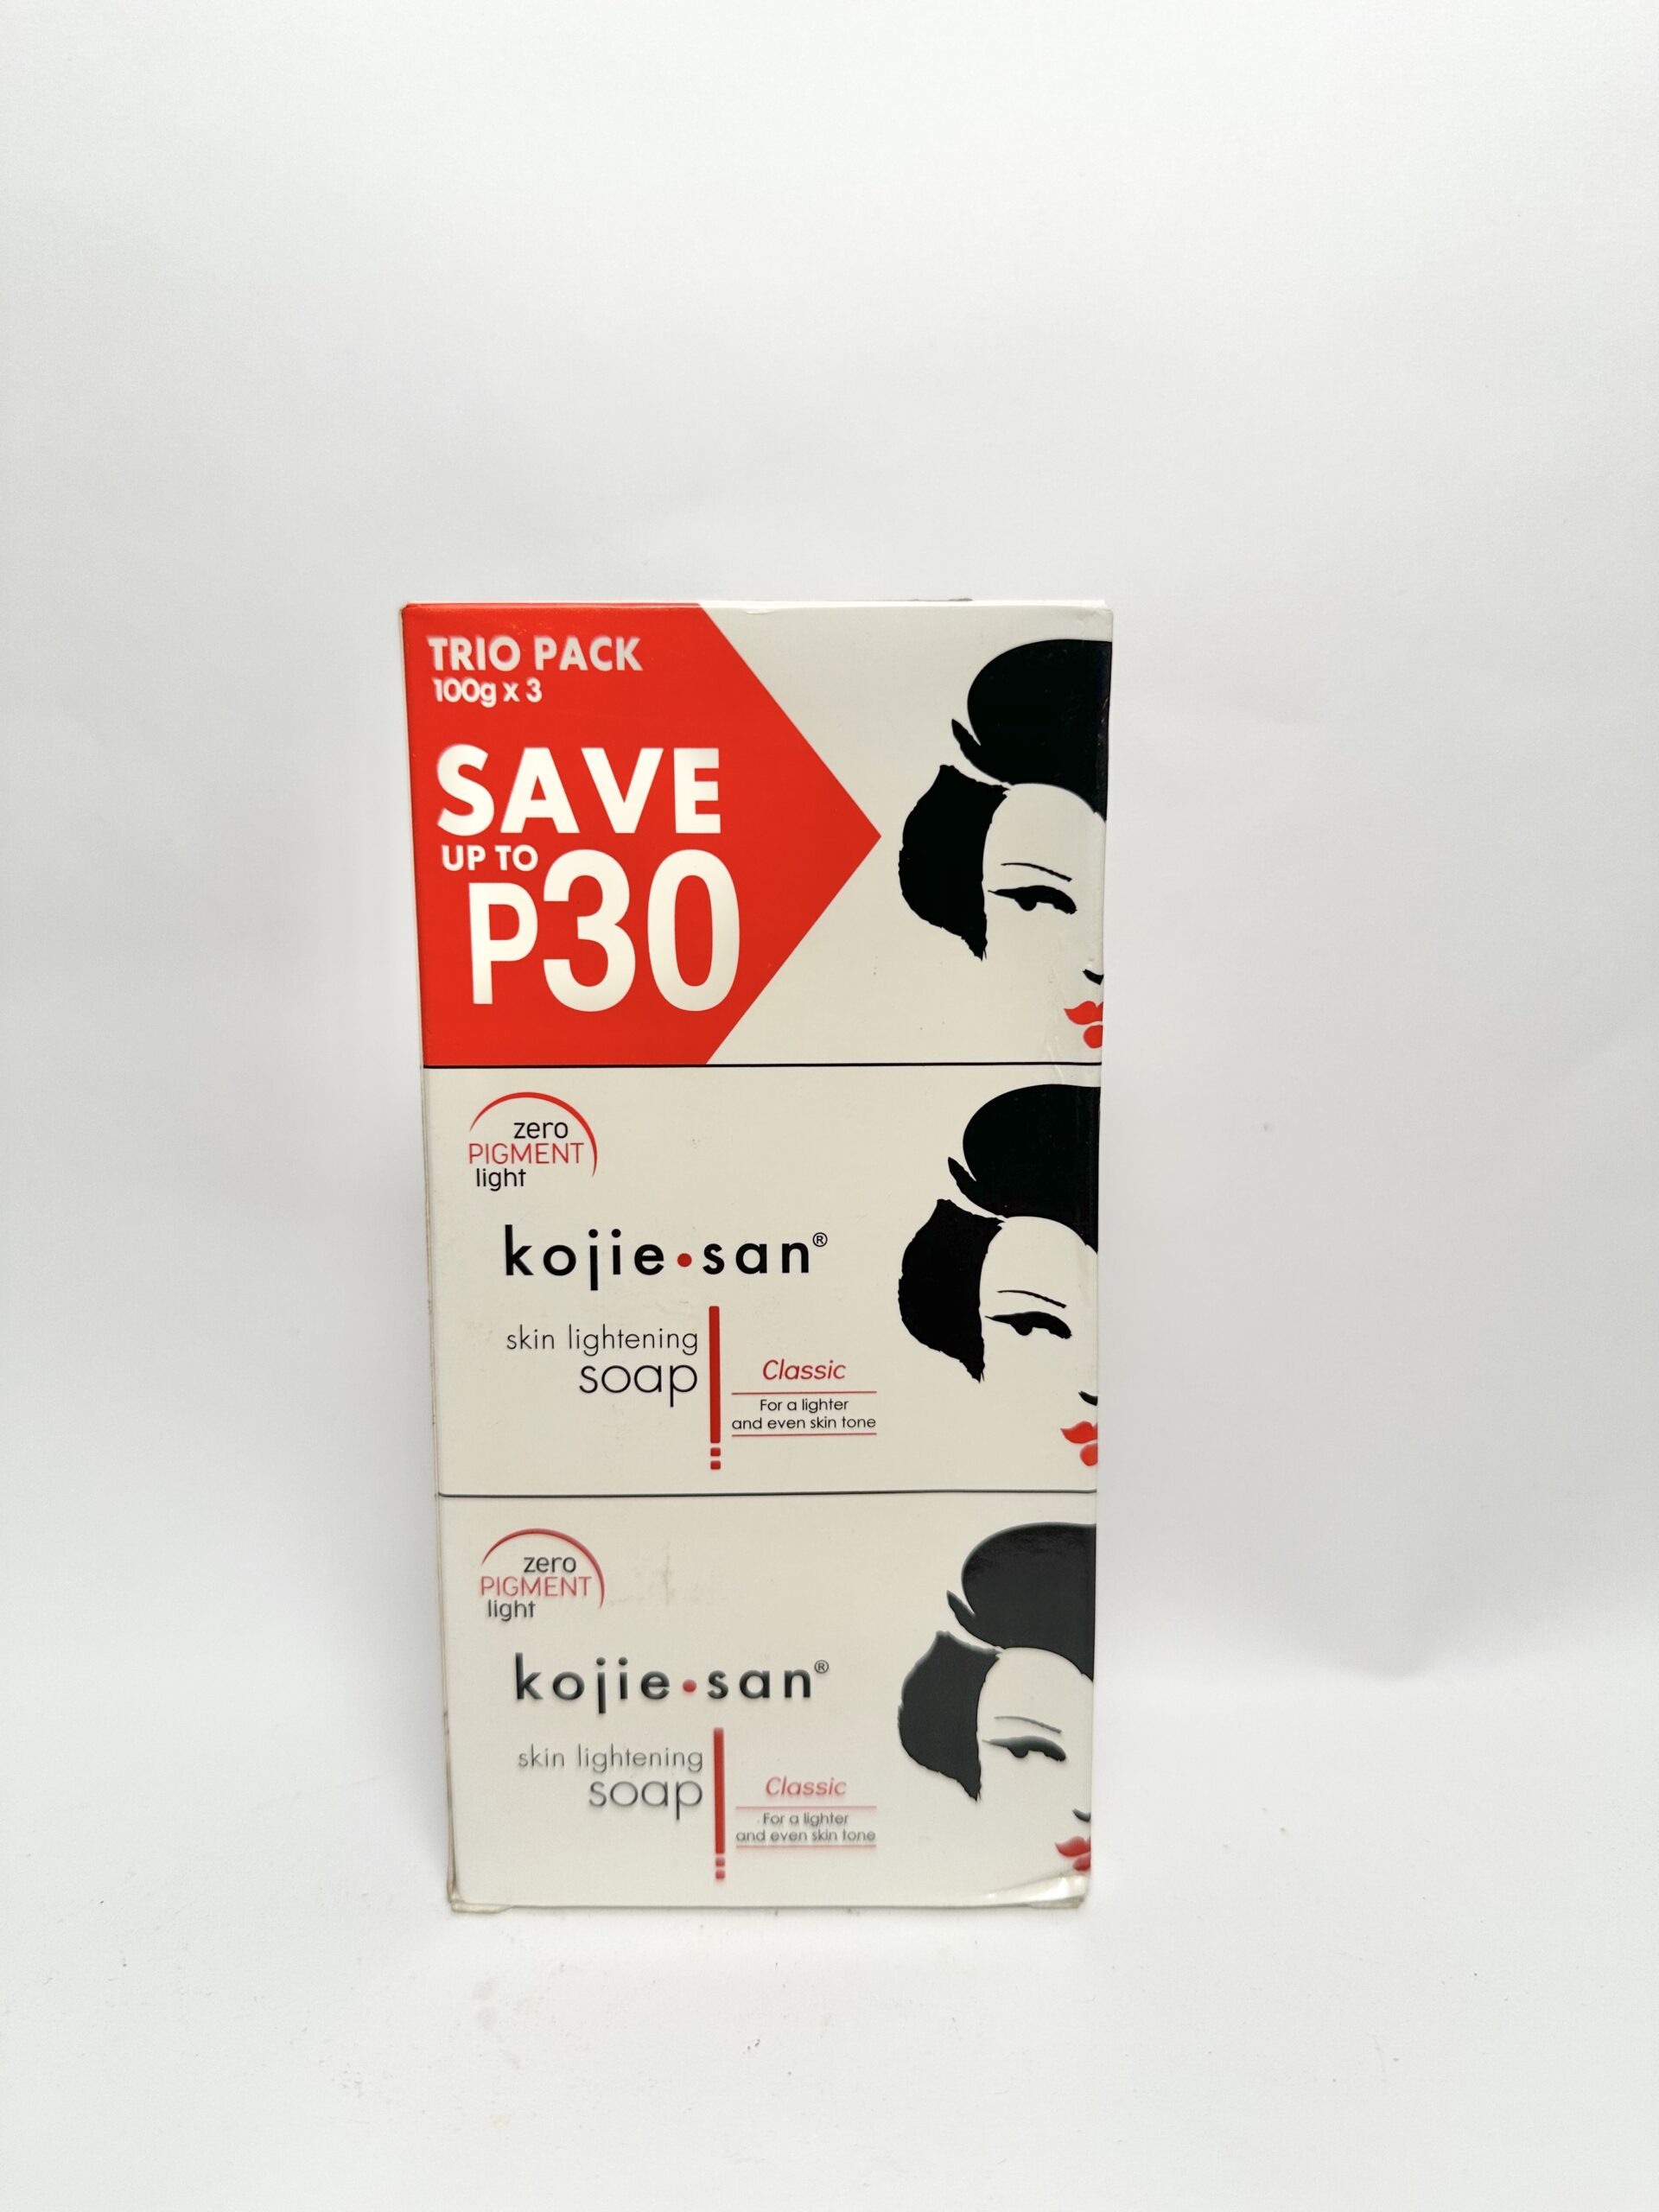 TRIO PACK
100g x 3
SAVE
UP TO
P30
zero
PIGMENT
light
kojie•san®
skin lightening
soap
Classic
For a lighter
and even skin tone
zero
PIGMENT
light
kojie•san®
skin lightening
soap
Classic
For a lighter
and even skin tone